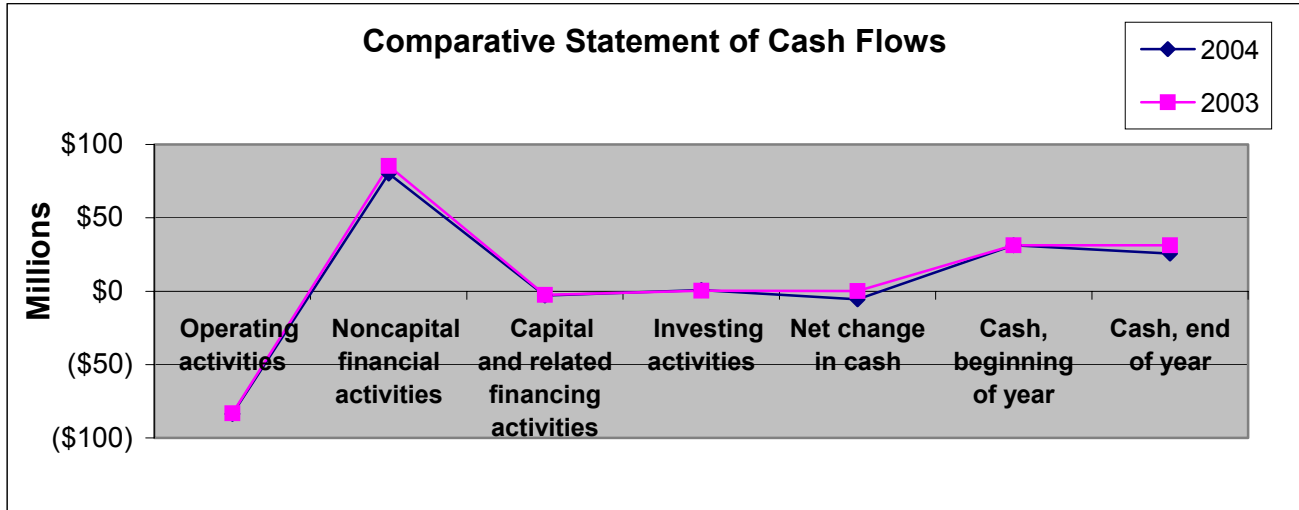 Comparative Statement of Cash Flows
2004
2003
Millions
$100
$50
$0
($50)
($100)
Operating
activities
Noncapital
financial
activities
Capital
and related
financing
activities
Investing
activities
Net change
in cash
Cash,
beginning
of year
Cash, end
of year